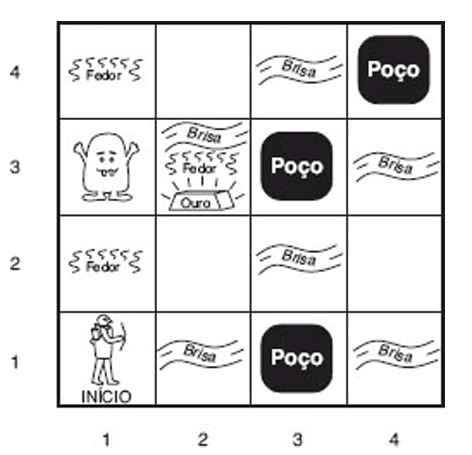 4
Fedor
Brisa
Poço
3
Brisa
Fedor
Ouro
Poço
Brisa
2
Fedor
Brisa
1
INÍCIO
Brisa
Poço
Brisa
1 2 3 4